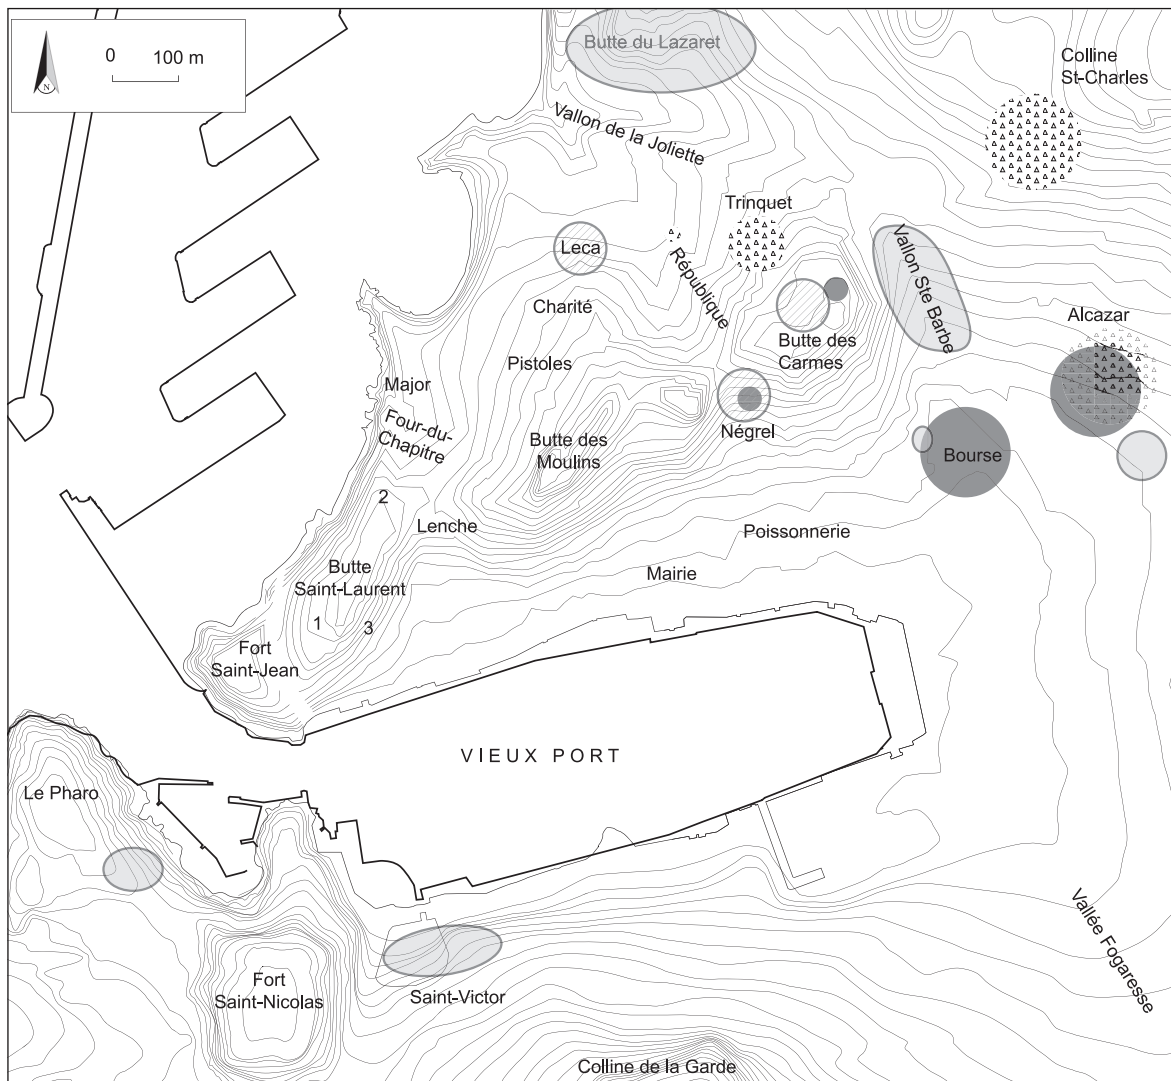 Butte du Lazaret
0 100 m
N
Colline
St-Charles
Vallon de la Joliette
Trinquet
Leca
République
Vallon Ste Barbe
Charité
Alcazar
Butte des
Carmes
Pistoles
Major
Four-du-
Chapitre
Négrel
Butte des
Moulins
Bourse
2
Lenche
Poissonnerie
Butte
Saint-Laurent
Mairie
1
3
Fort
Saint-Jean
VIEUX PORT
Le Pharo
Vallée Fogaresse
Fort
Saint-Nicolas
Saint-Victor
Colline de la Garde